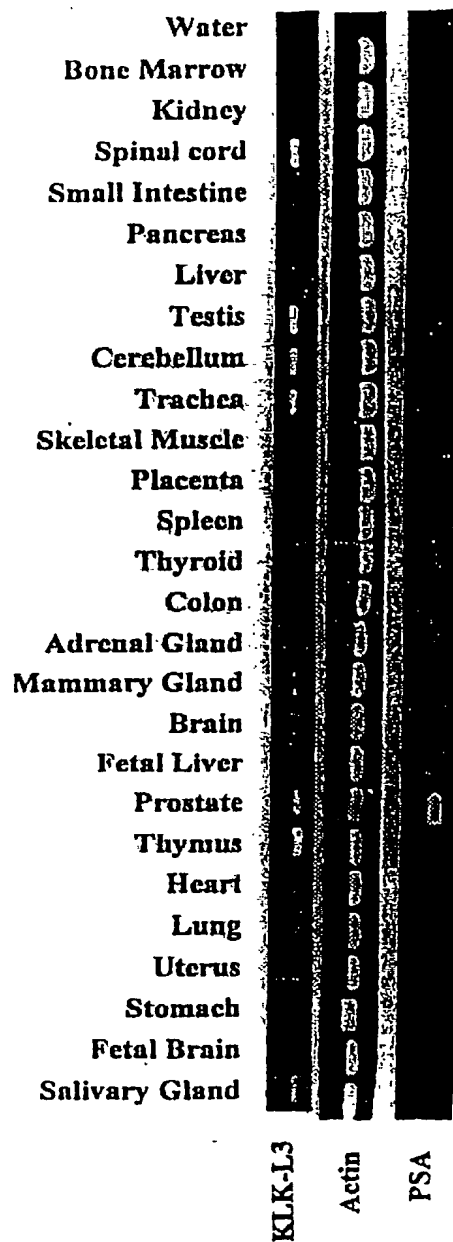 Water
Bone Marrow
Kidney
Spinal cord
Small Intestine
Pancreas
Liver
Testis
Cerebellum
Trachea
Skeletal Muscle
Placenta
Spleen
Thyroid
Colon
Adrenal Gland
Mammary Gland
Brain
Fetal Liver
Prostate
Thymus
Heart
Lung
Uterus
Stomach
Fetal Brain
Salivary Gland
KLK-L3
Actin
PSA